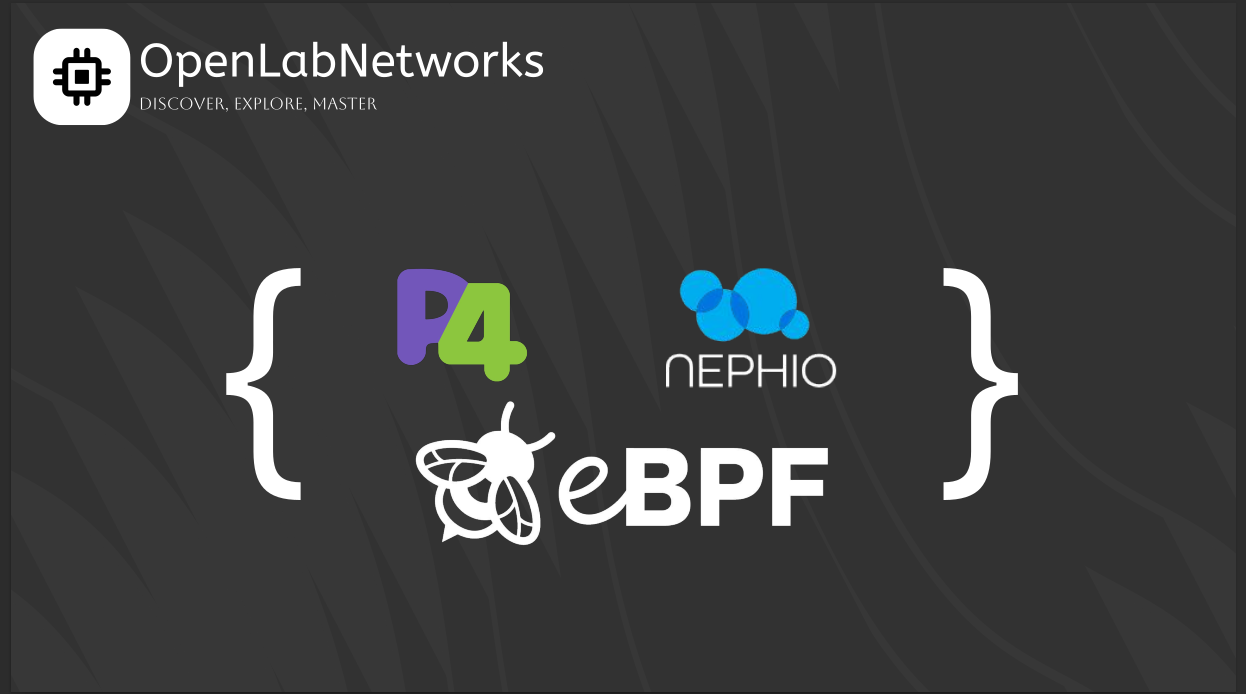 OpenLabNetworks
DISCOVER, EXPLORE, MASTER
{ P4 NEPHIO }
eBPF